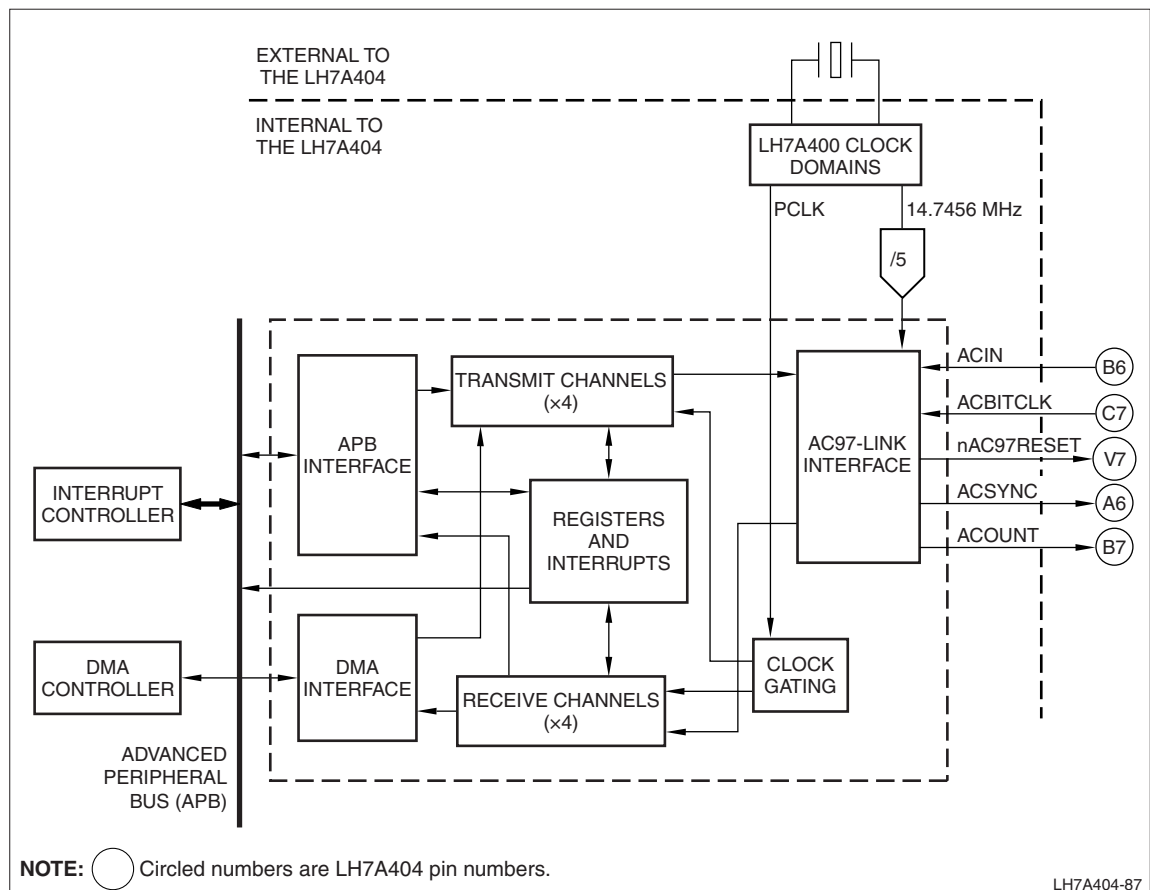 EXTERNAL TO
THE LH7A404
INTERNAL TO
THE LH7A404
LH7A400 CLOCK
DOMAINS
PCLK
14.7456 MHz
/5
APB
INTERFACE
TRANSMIT CHANNELS
(×4)
AC97-LINK
INTERFACE
ACIN
B6
ACBITCLK
C7
nAC97RESET
V7
ACSYNC
A6
ACOUNT
B7
INTERRUPT
CONTROLLER
REGISTERS
AND
INTERRUPTS
DMA
CONTROLLER
DMA
INTERFACE
RECEIVE CHANNELS
(×4)
CLOCK
GATING
ADVANCED
PERIPHERAL
BUS (APB)
NOTE: Circled numbers are LH7A404 pin numbers.
LH7A404-87